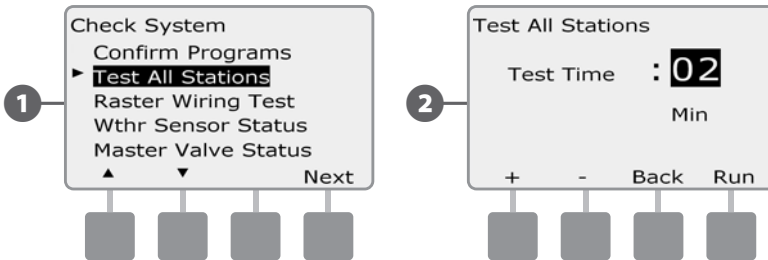 1
Check System
Confirm Programs
► Test All Stations
Raster Wiring Test
Wthr Sensor Status
Master Valve Status
▲ ▼ Next
2
Test All Stations
Test Time :02
Min
+ - Back Run